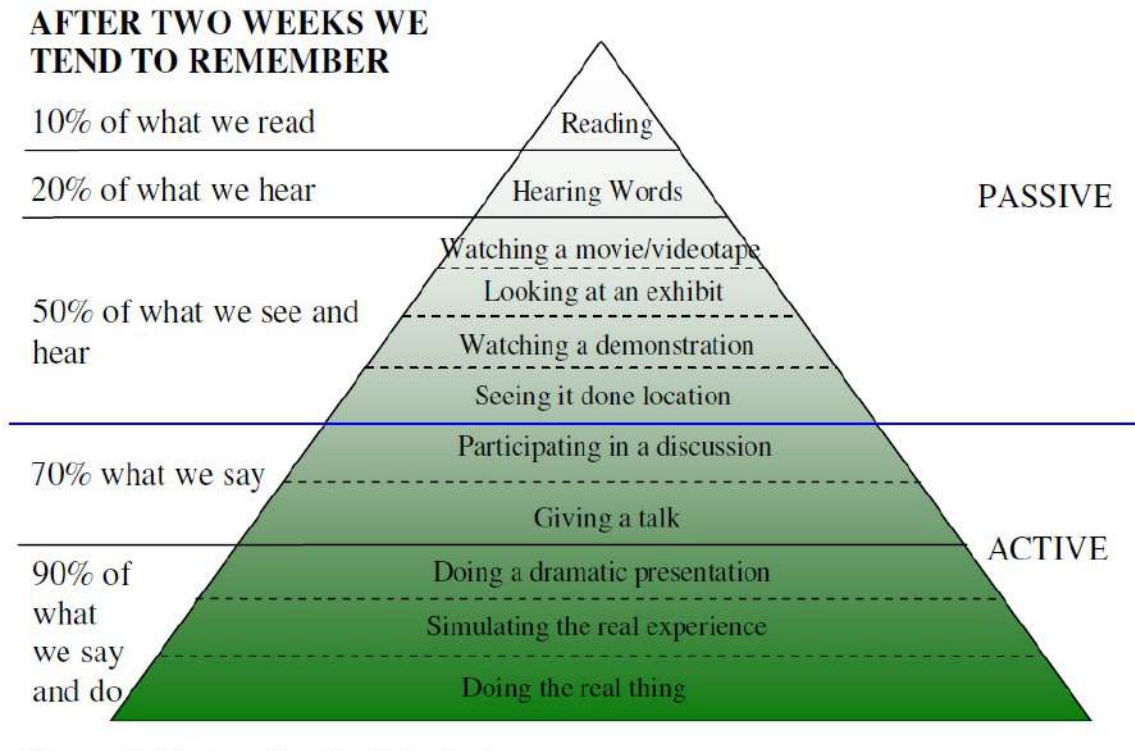 AFTER TWO WEEKS WE
TEND TO REMEMBER
10% of what we read
Reading
20% of what we hear
Hearing Words
PASSIVE
Watching a movie/videotape
Looking at an exhibit
50% of what we see and
hear
Watching a demonstration
Seeing it done location
Participating in a discussion
70% what we say
Giving a talk
ACTIVE
90% of
what
we say
and do
Doing a dramatic presentation
Simulating the real experience
Doing the real thing